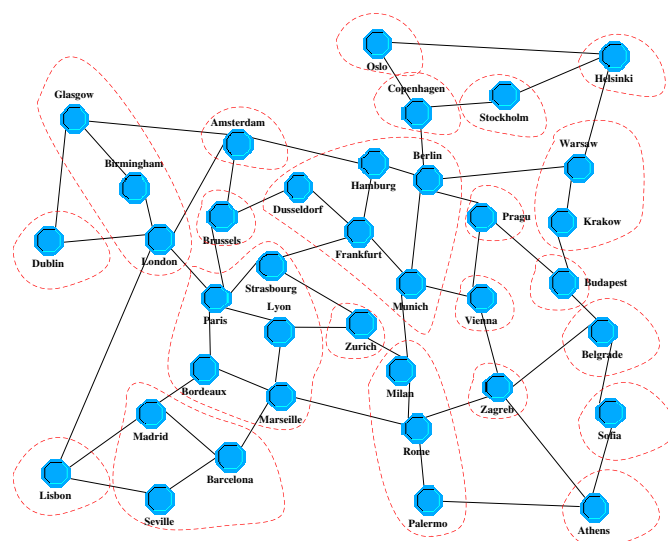 Oslo
Helsinki
Copenhagen
Stockholm
Glasgow
Amsterdam
Warsaw
Birmingham
Hamburg
Berlin
Dusseldorf
Pragu
Krakow
Dublin
London
Brussels
Frankfurt
Strasbourg
Munich
Budapest
Paris
Lyon
Vienna
Zurich
Belgrade
Bordeaux
Marseille
Milan
Zagreb
Madrid
Rome
Sofia
Barcelona
Lisbon
Seville
Palermo
Athens